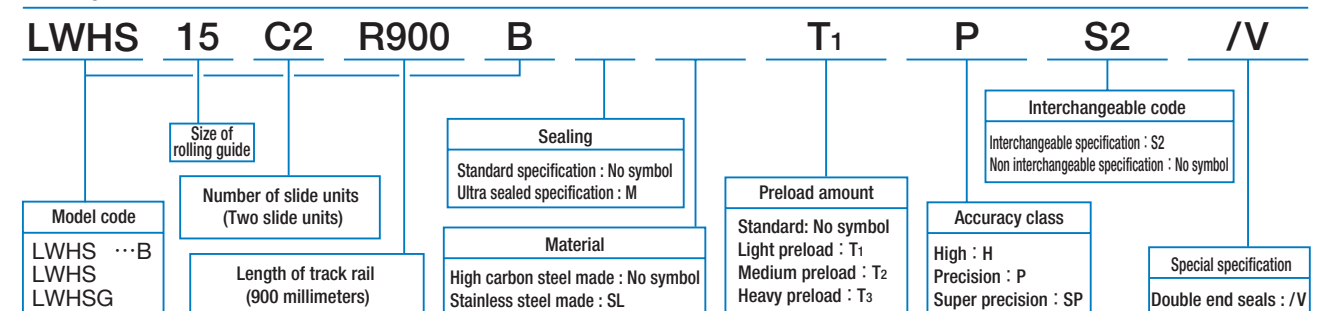 LWHS 15 C2 R900 B T1 P S2 /V
Size of
rolling guide
Number of slide units
(Two slide units)
Length of track rail
(900 millimeters)
Model code
LWHS …B
LWHS
LWHSG
Sealing
Standard specification : No symbol
Ultra sealed specification : M
Material
High carbon steel made : No symbol
Stainless steel made : SL
Preload amount
Standard: No symbol
Light preload : T1
Medium preload : T2
Heavy preload : T3
Interchangeable code
Interchangeable specification : S2
Non interchangeable specification : No symbol
Accuracy class
High : H
Precision : P
Super precision : SP
Special specification
Double end seals : /V